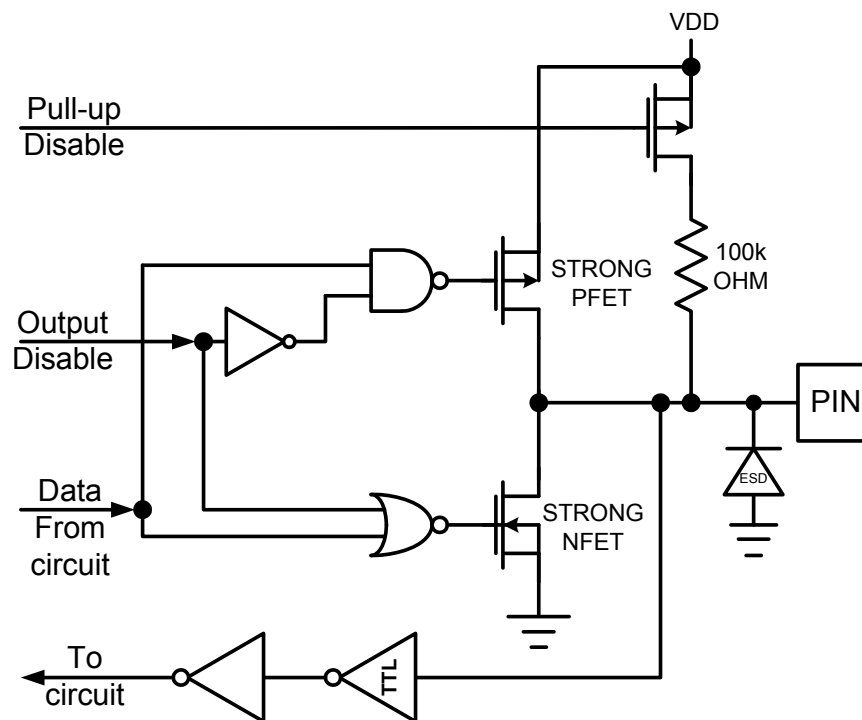 VDD
Pull-up
Disable
100k
OHM
STRONG
PFET
Output
Disable
PIN
ESD
Data
From
circuit
STRONG
NFET
To
circuit
TTL